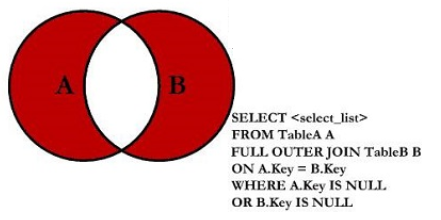 A
B
SELECT <select_list>
FROM TableA A
FULL OUTER JOIN TableB B
ON A.Key = B.Key
WHERE A.Key IS NULL
OR B.Key IS NULL